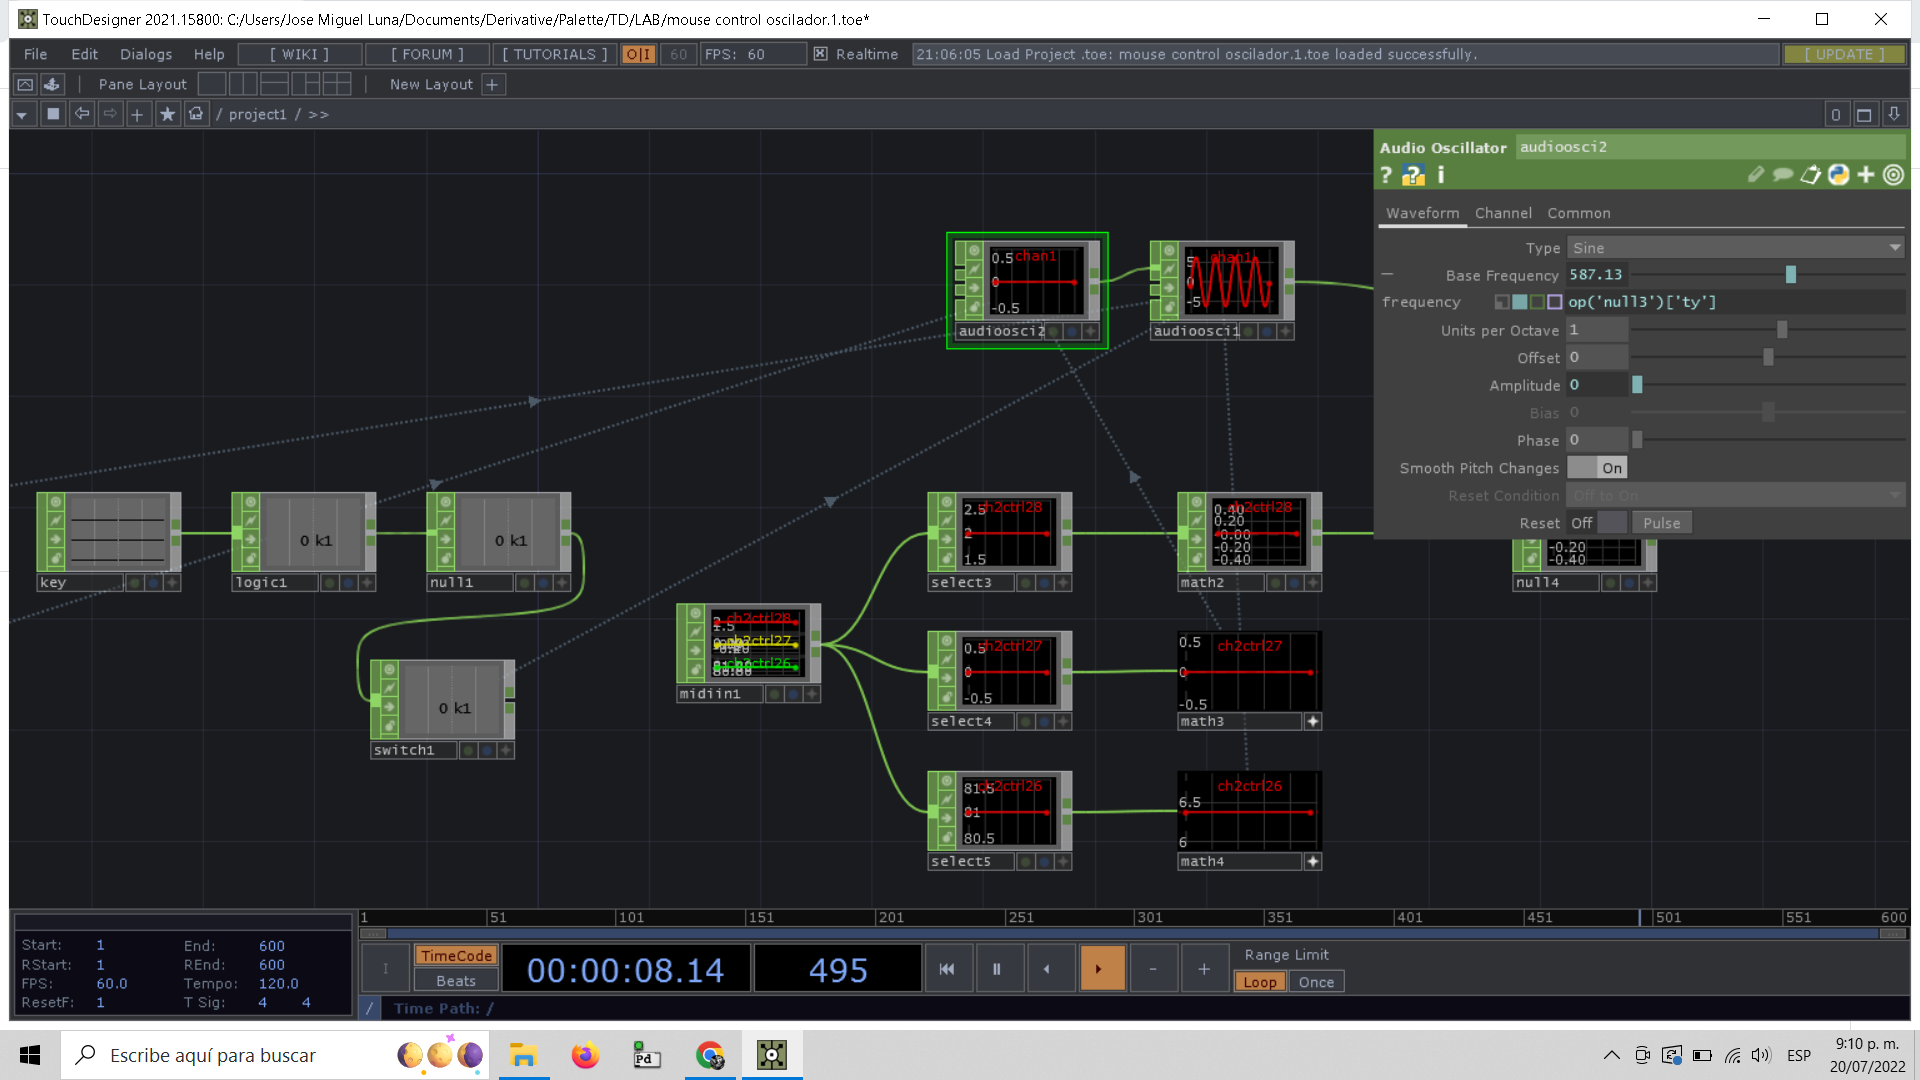 TouchDesigner 2021.15800: C:/Users/Jose Miguel Luna/Documents/Derivative/Palette/TD/LAB/mouse control oscilador.1.toe*
File Edit Dialogs Help [ WIKI ] [ FORUM ] [ TUTORIALS ] O|I 60 FPS: 60 Realtime 21:06:05 Load Project .toe: mouse control oscilador.1.toe loaded successfully. [ UPDATE ]
Pane Layout New Layout +
/ project1 / >> 0
Audio Oscillator audioosci2
? i
Waveform Channel Common
Type Sine
Base Frequency 587.13
frequency op('null3')['ty']
Units per Octave 1
Offset 0
Amplitude 0
Bias 0
Phase 0
Smooth Pitch Changes On
Reset Condition Off to On
Reset Off Pulse
chan1
0.5
0
-0.5
audioosci2
chan1
5
0
-5
audioosci1
key
0 k1
logic1
0 k1
null1
0 k1
switch1
ch2ctrl28
ch2ctrl27
ch2ctrl26
midiin1
ch2ctrl28
2.5
2
1.5
select3
ch2ctrl28
0.40
0.20
0.00
-0.20
-0.40
math2
-0.20
-0.40
null4
ch2ctrl27
0.5
0
-0.5
select4
0.5
ch2ctrl27
0
-0.5
math3
ch2ctrl26
81.5
81
80.5
select5
ch2ctrl26
6.5
6
math4
1 51 101 151 201 251 301 351 401 451 501 551 600
Start: 1 End: 600
RStart: 1 REnd: 600
FPS: 60.0 Tempo: 120.0
ResetF: 1 T Sig: 4 4
TimeCode
Beats
00:00:08.14
495
Range Limit
Loop Once
/ Time Path: /
Escribe aquí para buscar
Pd
ESP
9:10 p. m.
20/07/2022